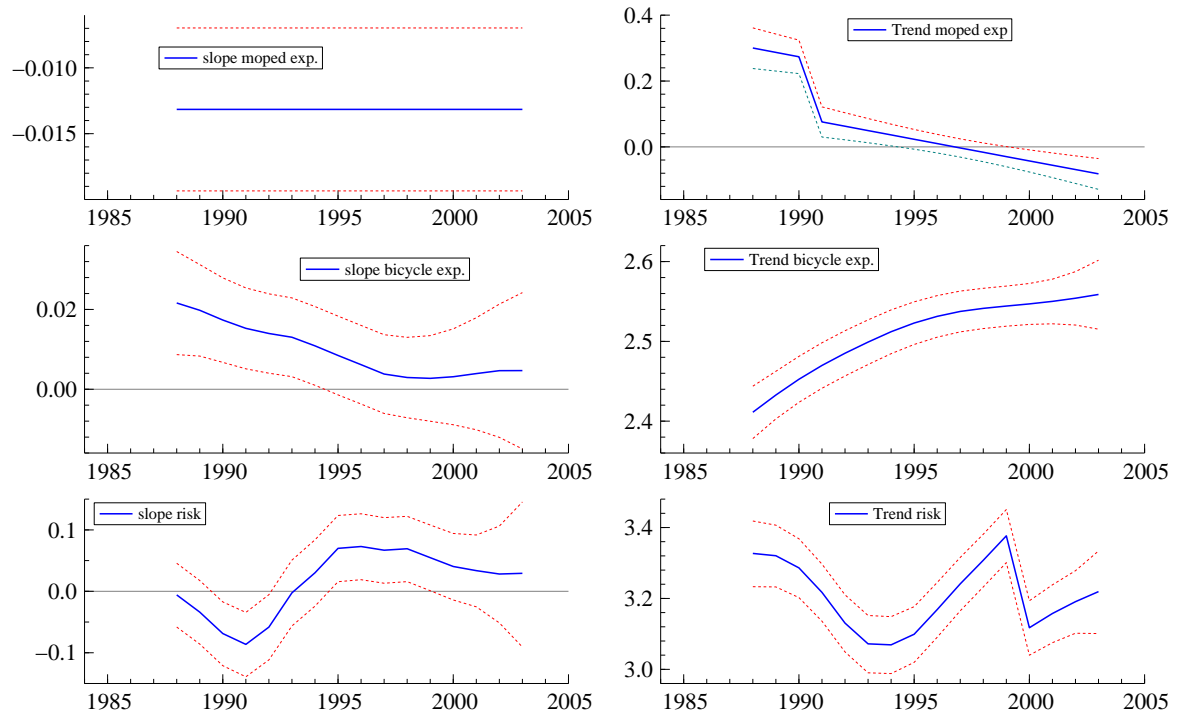 slope moped exp.
−0.010
−0.015
1985 1990 1995 2000 2005
Trend moped exp
0.4
0.2
0.0
1985 1990 1995 2000 2005
slope bicycle exp.
0.02
0.00
1985 1990 1995 2000 2005
Trend bicycle exp.
2.6
2.5
2.4
1985 1990 1995 2000 2005
slope risk
0.1
0.0
−0.1
1985 1990 1995 2000 2005
Trend risk
3.4
3.2
3.0
1985 1990 1995 2000 2005